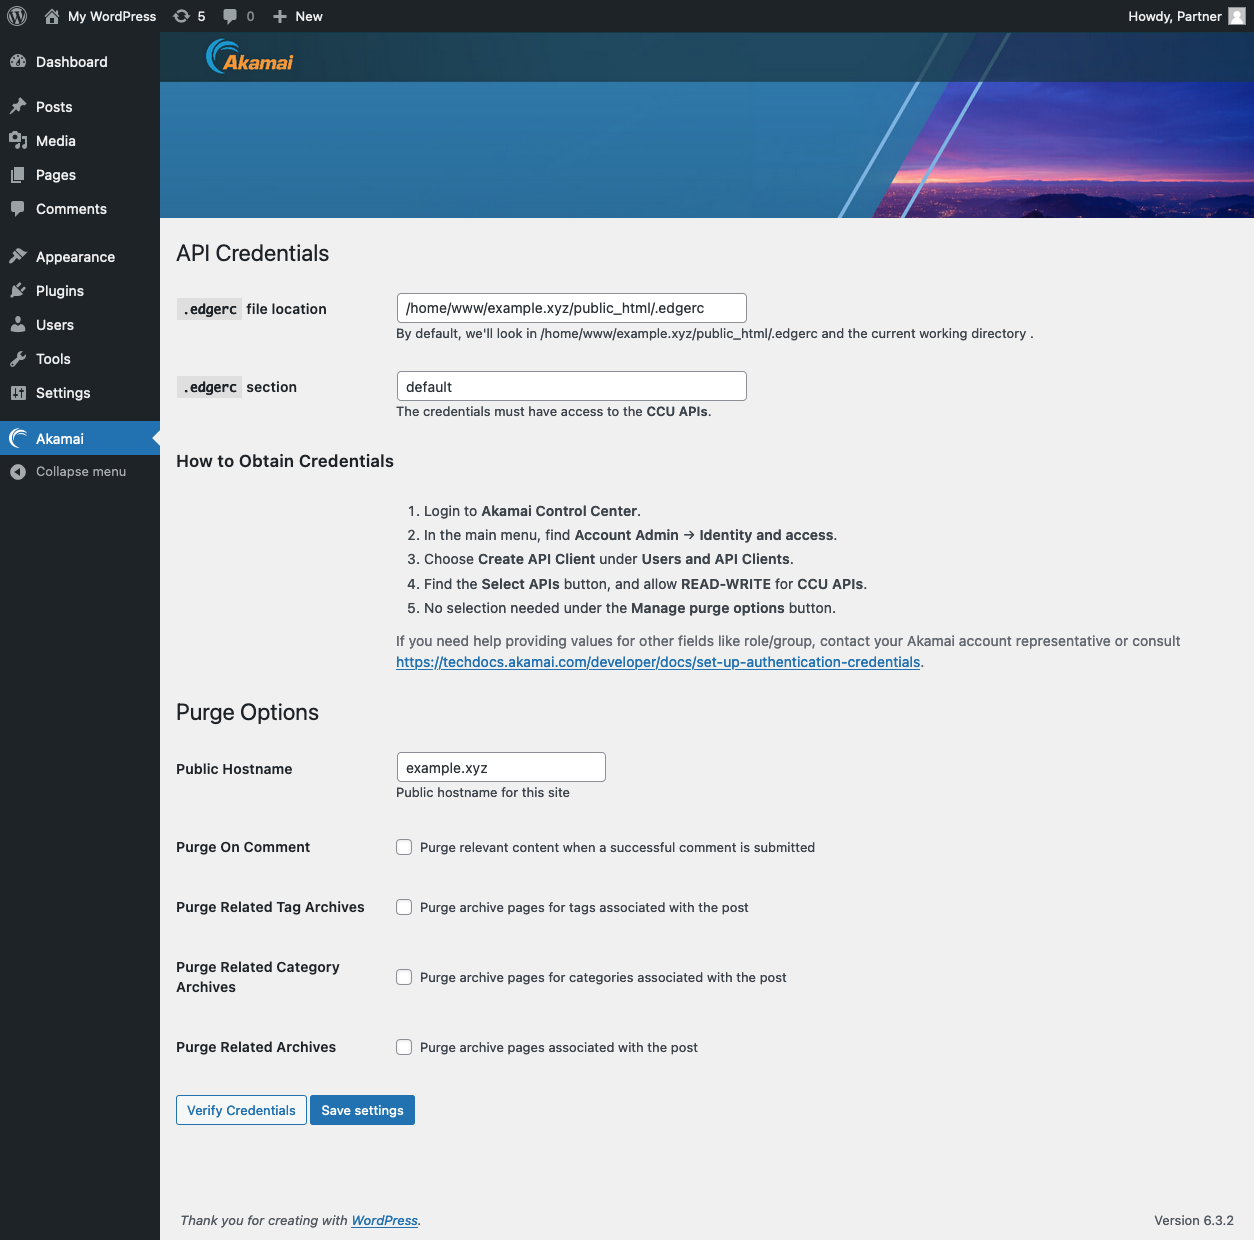 My WordPress 5 0 New Howdy, Partner
Akamai
Dashboard
Posts
Media
Pages
Comments
Appearance
Plugins
Users
Tools
Settings
Akamai
Collapse menu
API Credentials
.edgerc file location /home/www/example.xyz/public_html/.edgerc
By default, we'll look in /home/www/example.xyz/public_html/.edgerc and the current working directory .
.edgerc section default
The credentials must have access to the CCU APIs.
How to Obtain Credentials
1. Login to Akamai Control Center.
2. In the main menu, find Account Admin → Identity and access.
3. Choose Create API Client under Users and API Clients.
4. Find the Select APIs button, and allow READ-WRITE for CCU APIs.
5. No selection needed under the Manage purge options button.
If you need help providing values for other fields like role/group, contact your Akamai account representative or consult
https://techdocs.akamai.com/developer/docs/set-up-authentication-credentials.
Purge Options
Public Hostname example.xyz
Public hostname for this site
Purge On Comment Purge relevant content when a successful comment is submitted
Purge Related Tag Archives Purge archive pages for tags associated with the post
Purge Related Category
Archives
Purge archive pages for categories associated with the post
Purge Related Archives Purge archive pages associated with the post
Verify Credentials Save settings
Thank you for creating with WordPress. Version 6.3.2